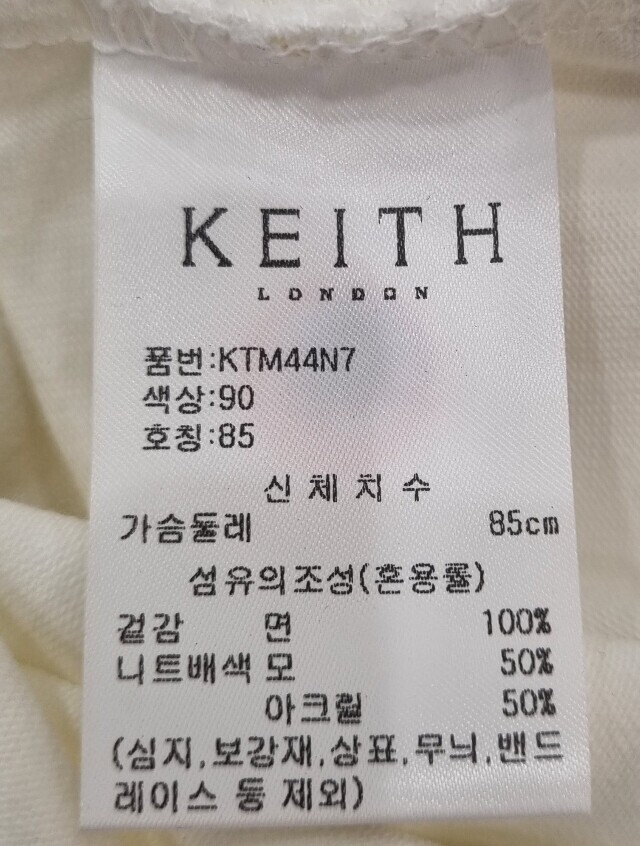 KEITH
LONDON
품번:KTM44N7
색상:90
호칭:85
신체치수
가슴둘레 85cm
섬유의조성(혼용률)
겉감 면 100%
니트배색 모 50%
아크릴 50%
(심지,보강재,상표,무늬,밴드
레이스 등 제외)